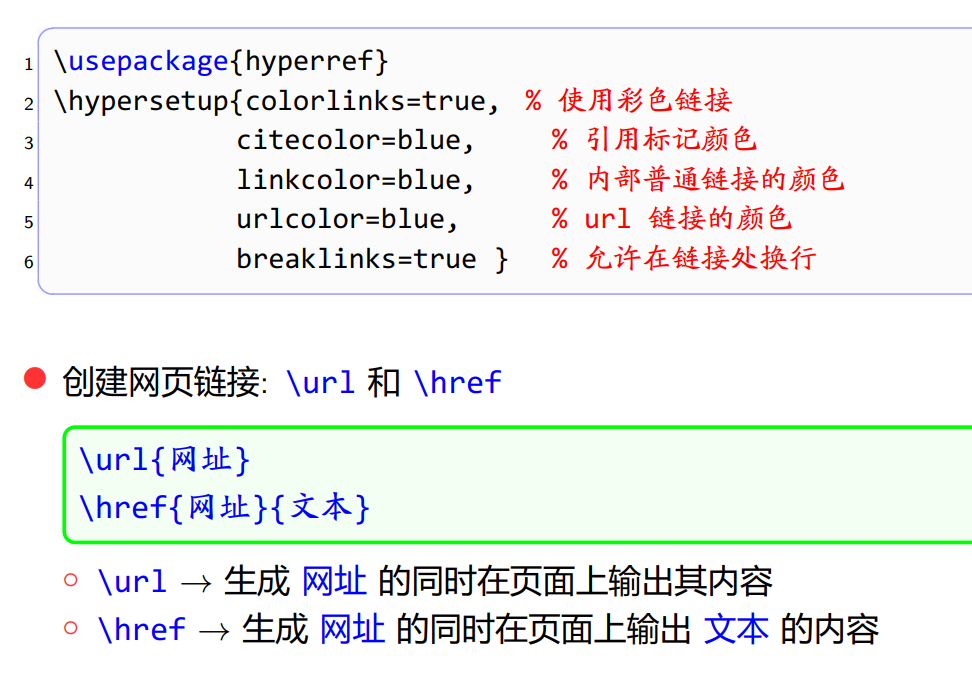 1 \usepackage{hyperref}
2 \hypersetup{colorlinks=true, % 使用彩色链接
3 citecolor=blue, % 引用标记颜色
4 linkcolor=blue, % 内部普通链接的颜色
5 urlcolor=blue, % url 链接的颜色
6 breaklinks=true } % 允许在链接处换行
● 创建网页链接: \url 和 \href
\url{网址}
\href{网址}{文本}
○ \url → 生成 网址 的同时在页面上输出其内容
○ \href → 生成 网址 的同时在页面上输出 文本 的内容